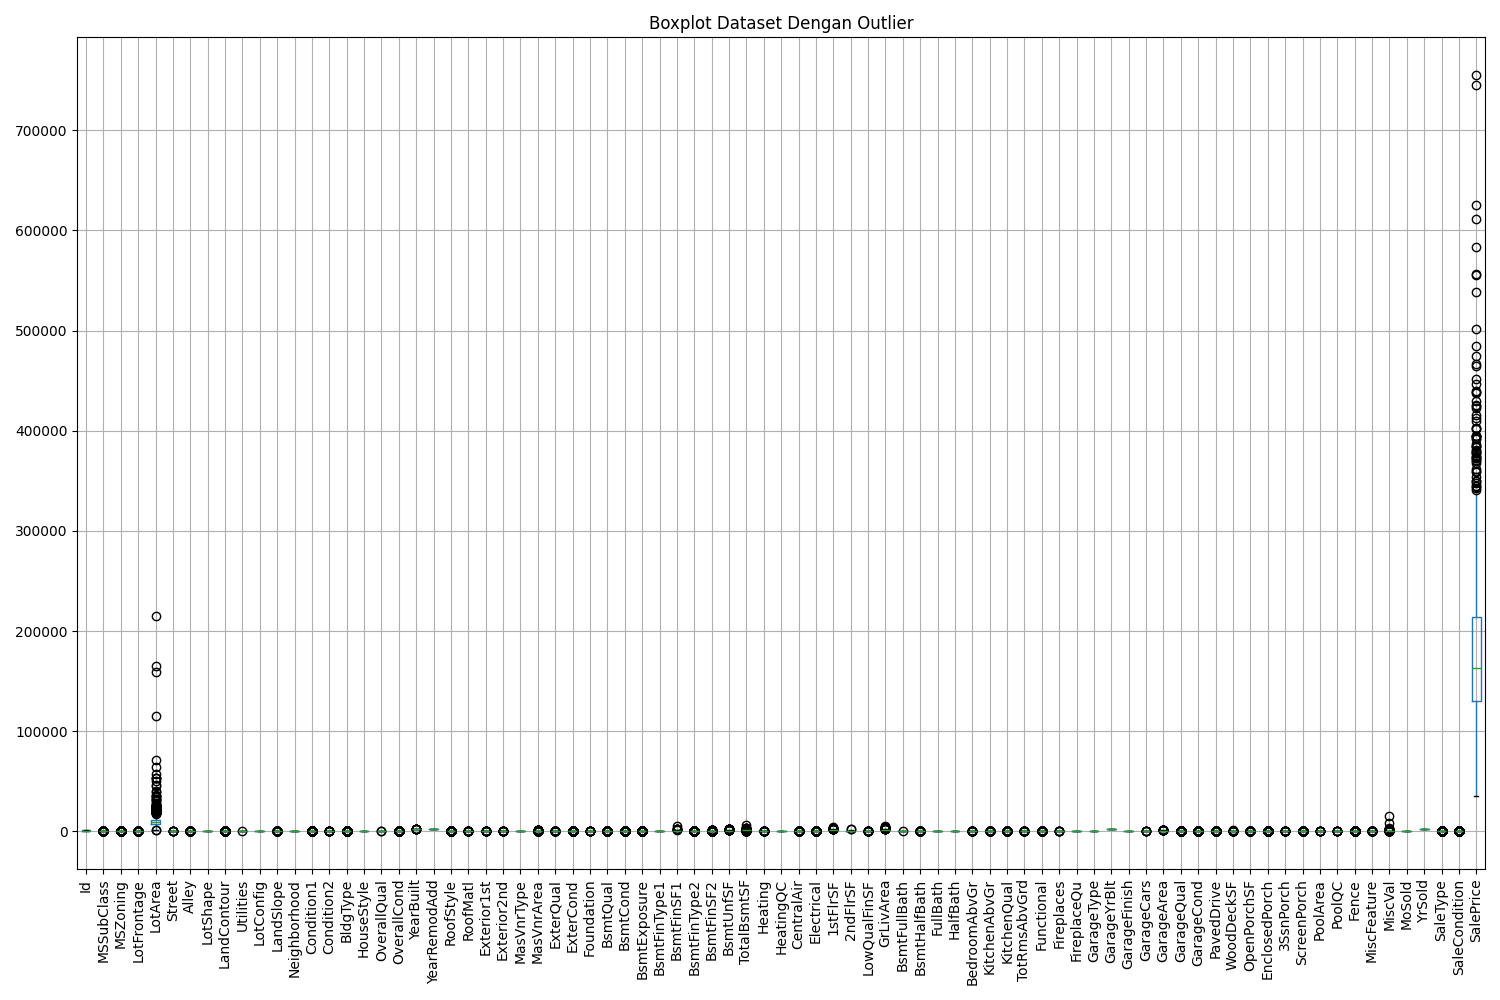 Boxplot Dataset Dengan Outlier
700000
600000
500000
400000
300000
200000
100000
0
Id
MSSubClass
MSZoning
LotFrontage
LotArea
Street
Alley
LotShape
LandContour
Utilities
LotConfig
LandSlope
Neighborhood
Condition1
Condition2
BldgType
HouseStyle
OverallQual
OverallCond
YearBuilt
YearRemodAdd
RoofStyle
RoofMatl
Exterior1st
Exterior2nd
MasVnrType
MasVnrArea
ExterQual
ExterCond
Foundation
BsmtQual
BsmtCond
BsmtExposure
BsmtFinType1
BsmtFinSF1
BsmtFinType2
BsmtFinSF2
BsmtUnfSF
TotalBsmtSF
Heating
HeatingQC
CentralAir
Electrical
1stFlrSF
2ndFlrSF
LowQualFinSF
GrLivArea
BsmtFullBath
BsmtHalfBath
FullBath
HalfBath
BedroomAbvGr
KitchenAbvGr
KitchenQual
TotRmsAbvGrd
Functional
Fireplaces
FireplaceQu
GarageType
GarageYrBlt
GarageFinish
GarageCars
GarageArea
GarageQual
GarageCond
PavedDrive
WoodDeckSF
OpenPorchSF
EnclosedPorch
3SsnPorch
ScreenPorch
PoolArea
PoolQC
Fence
MiscFeature
MiscVal
MoSold
YrSold
SaleType
SaleCondition
SalePrice